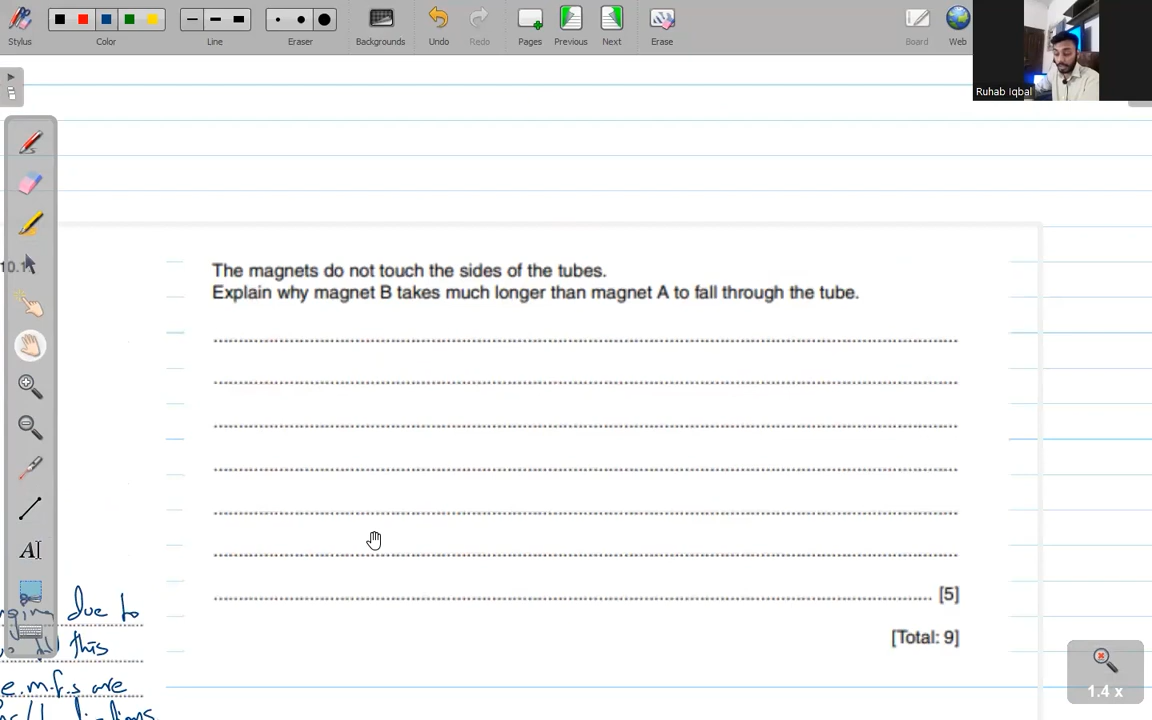 Stylus
Color
Line
Eraser
Backgrounds
Undo
Redo
Pages
Previous
Next
Erase
Board
Web
Ruhab Iqbal
10.1
The magnets do not touch the sides of the tubes.
Explain why magnet B takes much longer than magnet A to fall through the tube.
[5]
[Total: 9]
A
due to
this
e.m.f.s are
1.4 x